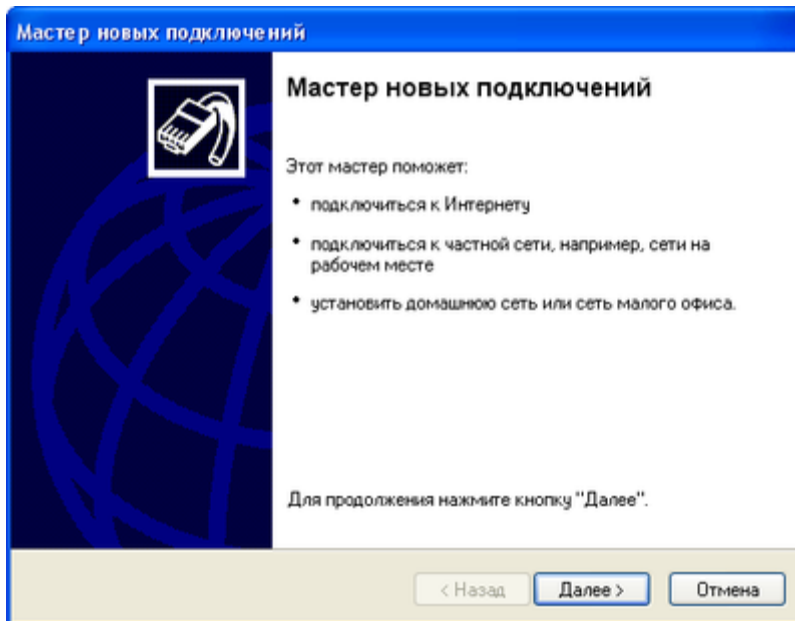 Мастер новых подключений
Мастер новых подключений
Этот мастер поможет:
• подключиться к Интернету
• подключиться к частной сети, например, сети на
рабочем месте
• установить домашнюю сеть или сеть малого офиса.
Для продолжения нажмите кнопку "Далее".
< Назад Далее > Отмена